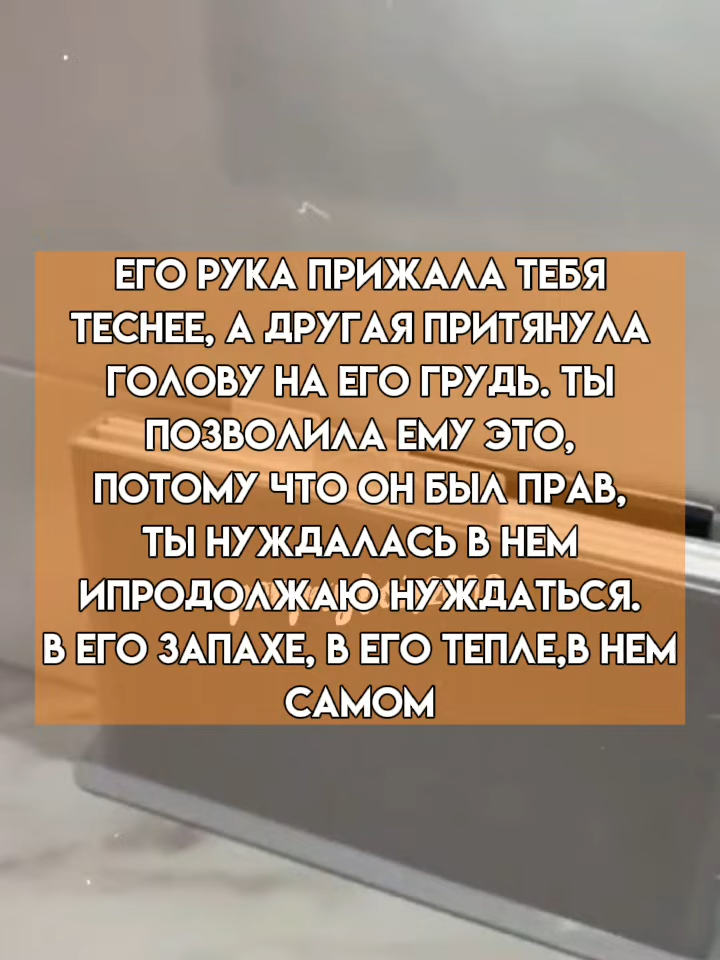 ЕГО РУКА ПРИЖАЛА ТЕБЯ
ТЕСНЕЕ, А ДРУГАЯ ПРИТЯНУЛА
ГОЛОВУ НА ЕГО ГРУДЬ. ТЫ
ПОЗВОЛИЛА ЕМУ ЭТО,
ПОТОМУ ЧТО ОН БЫЛ ПРАВ,
ТЫ НУЖДАЛАСЬ В НЕМ
ИПРОДОЛЖАЮ НУЖДАТЬСЯ.
В ЕГО ЗАПАХЕ, В ЕГО ТЕПЛЕ,В НЕМ
САМОМ